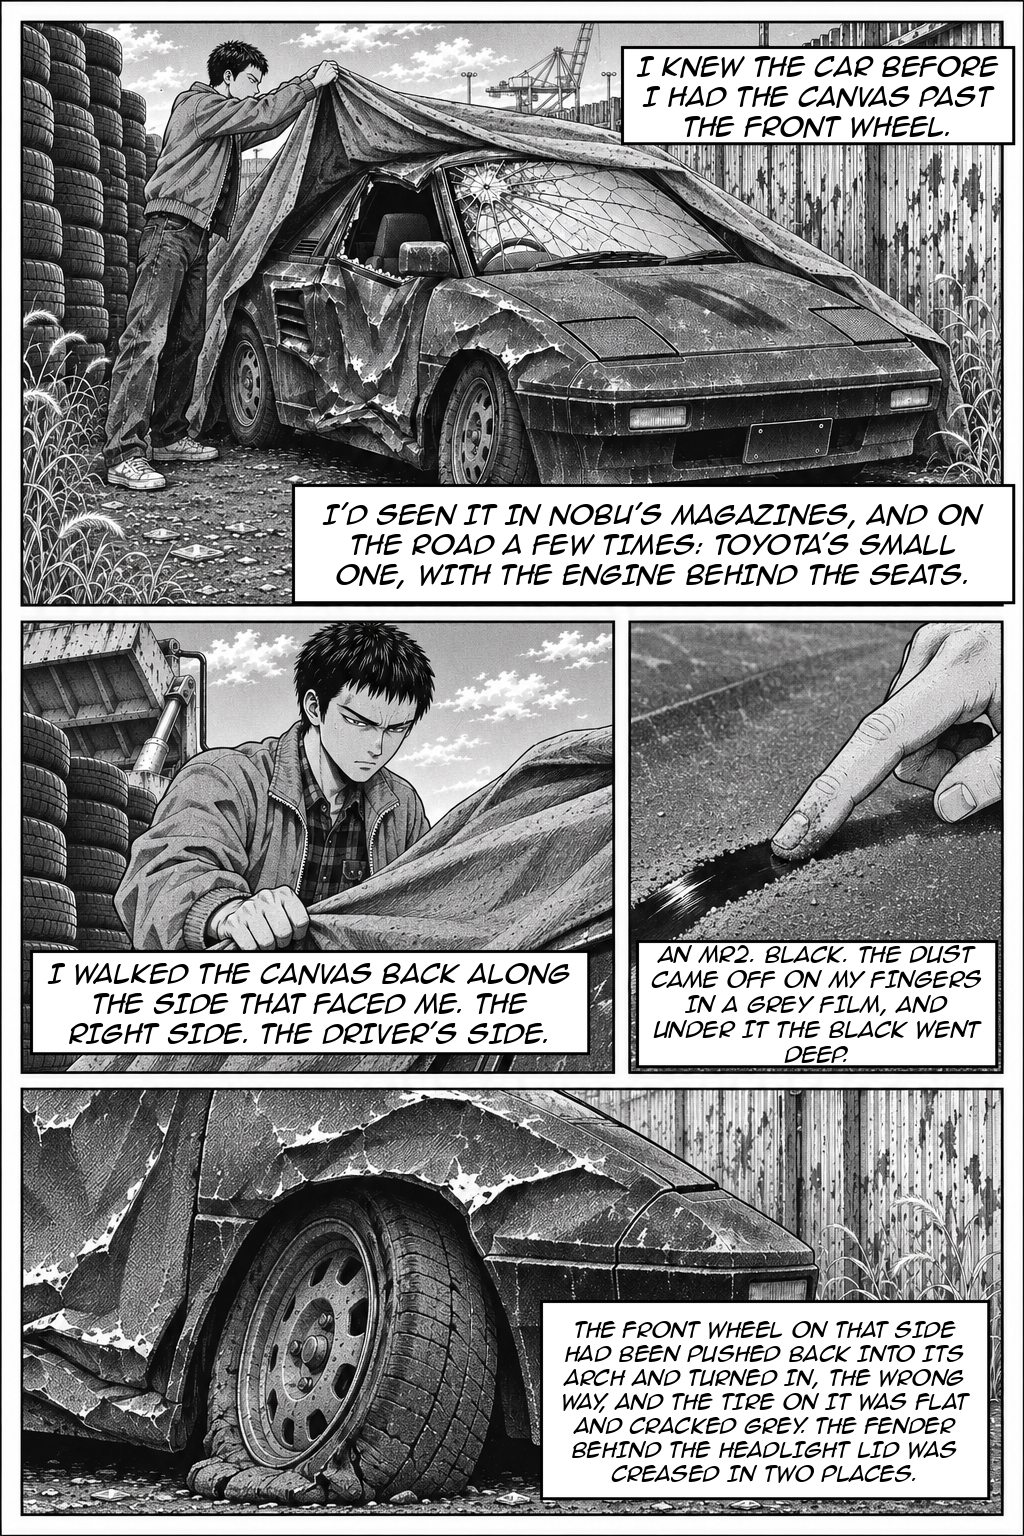 I KNEW THE CAR BEFORE
I HAD THE CANVAS PAST
THE FRONT WHEEL.
I'D SEEN IT IN NOBU'S MAGAZINES, AND ON
THE ROAD A FEW TIMES: TOYOTA'S SMALL
ONE, WITH THE ENGINE BEHIND THE SEATS.
I WALKED THE CANVAS BACK ALONG
THE SIDE THAT FACED ME. THE
RIGHT SIDE. THE DRIVER'S SIDE.
AN MR2. BLACK. THE DUST
CAME OFF ON MY FINGERS
IN A GREY FILM, AND
UNDER IT THE BLACK WENT
DEEP.
THE FRONT WHEEL ON THAT SIDE
HAD BEEN PUSHED BACK INTO ITS
ARCH AND TURNED IN, THE WRONG
WAY, AND THE TIRE ON IT WAS FLAT
AND CRACKED GREY. THE FENDER
BEHIND THE HEADLIGHT LID WAS
CREASED IN TWO PLACES.